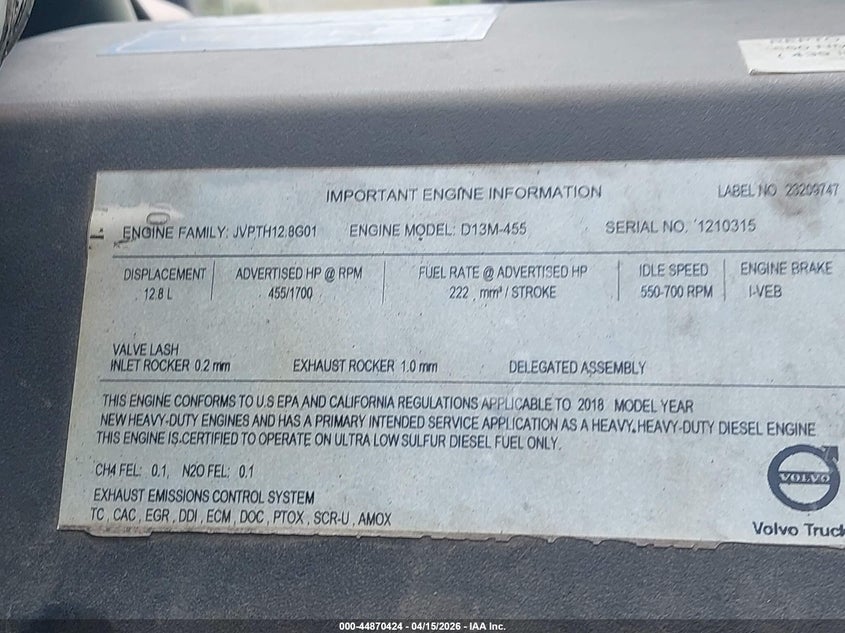 IMPORTANT ENGINE INFORMATION
LABEL NO 23209747
ENGINE FAMILY: JVPTH12.8G01 ENGINE MODEL: D13M-455 SERIAL NO. 1210315
DISPLACEMENT ADVERTISED HP @ RPM FUEL RATE @ ADVERTISED HP IDLE SPEED ENGINE BRAKE
12.8 L 455/1700 222 mm³ / STROKE 550-700 RPM I-VEB
VALVE LASH
INLET ROCKER 0.2 mm EXHAUST ROCKER 1.0 mm DELEGATED ASSEMBLY
THIS ENGINE CONFORMS TO U.S EPA AND CALIFORNIA REGULATIONS APPLICABLE TO 2018 MODEL YEAR
NEW HEAVY-DUTY ENGINES AND HAS A PRIMARY INTENDED SERVICE APPLICATION AS A HEAVY, HEAVY-DUTY DIESEL ENGINE
THIS ENGINE IS CERTIFIED TO OPERATE ON ULTRA LOW SULFUR DIESEL FUEL ONLY.
CH4 FEL: 0.1, N2O FEL: 0.1
EXHAUST EMISSIONS CONTROL SYSTEM
TC, CAC, EGR, DDI, ECM, DOC, PTOX, SCR-U, AMOX
VOLVO
Volvo Truck
000-44870424 - 04/15/2026 - IAA Inc.